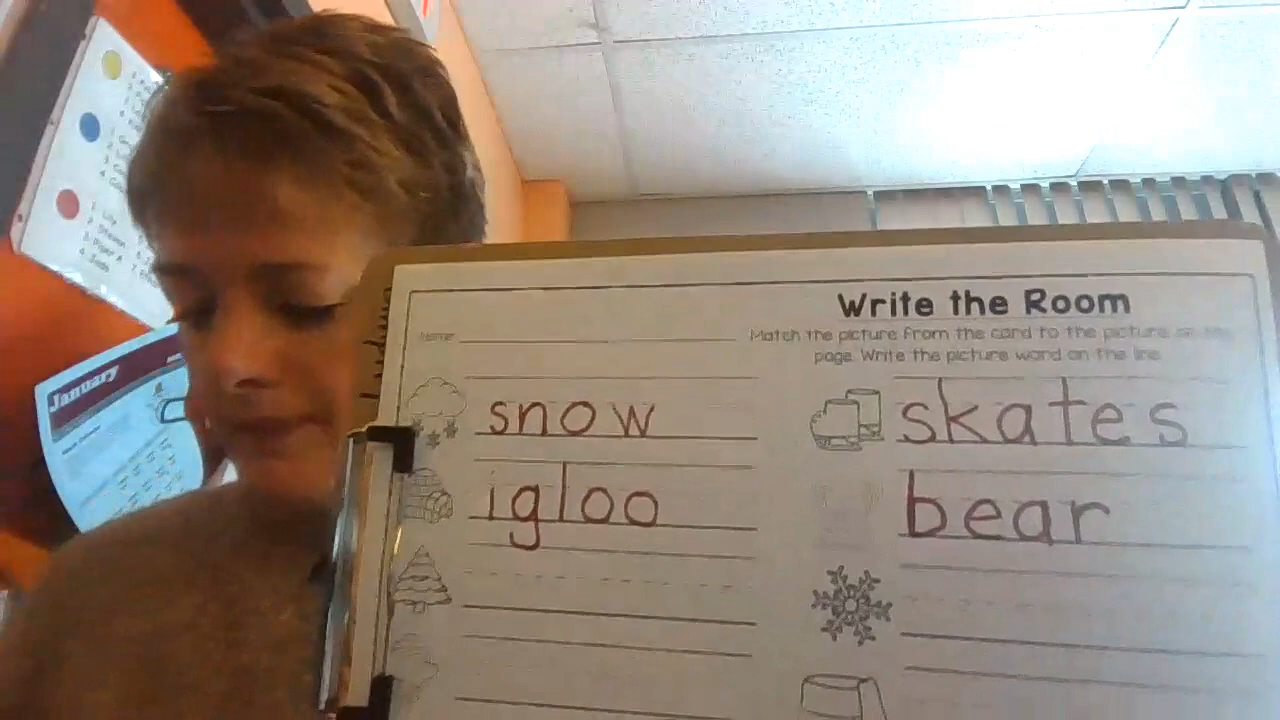 January
Write the Room
Name
Match the picture from the card to the picture on the
page. Write the picture word on the line.
snow
skates
igloo
bear